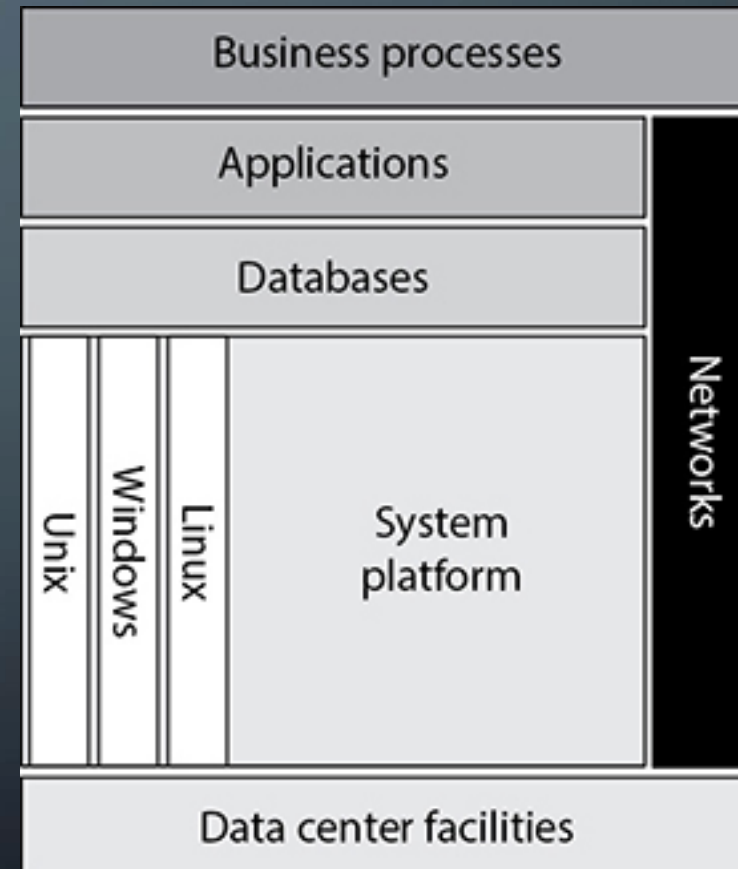 Business processes
Applications
Databases
Networks
Unix
Windows
Linux
System
platform
Data center facilities